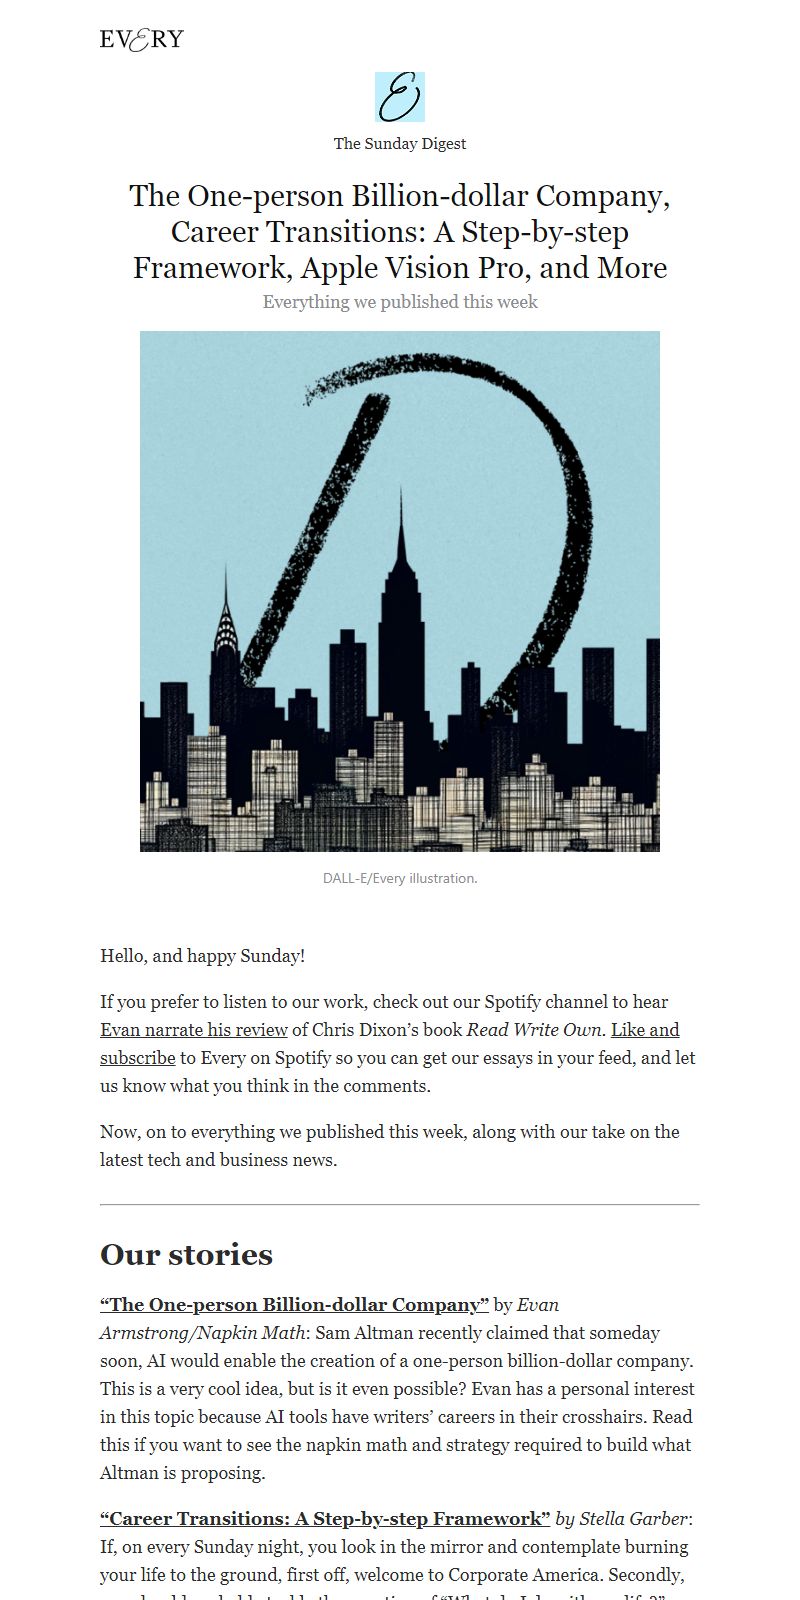 EVERY
E
The Sunday Digest
The One-person Billion-dollar Company,
Career Transitions: A Step-by-step
Framework, Apple Vision Pro, and More
Everything we published this week
DALL-E/Every illustration.
Hello, and happy Sunday!
If you prefer to listen to our work, check out our Spotify channel to hear
Evan narrate his review of Chris Dixon’s book Read Write Own. Like and
subscribe to Every on Spotify so you can get our essays in your feed, and let
us know what you think in the comments.
Now, on to everything we published this week, along with our take on the
latest tech and business news.
Our stories
“The One-person Billion-dollar Company” by Evan
Armstrong/Napkin Math: Sam Altman recently claimed that someday
soon, AI would enable the creation of a one-person billion-dollar company.
This is a very cool idea, but is it even possible? Evan has a personal interest
in this topic because AI tools have writers’ careers in their crosshairs. Read
this if you want to see the napkin math and strategy required to build what
Altman is proposing.
“Career Transitions: A Step-by-step Framework” by Stella Garber:
If, on every Sunday night, you look in the mirror and contemplate burning
your life to the ground, first off, welcome to Corporate America. Secondly,